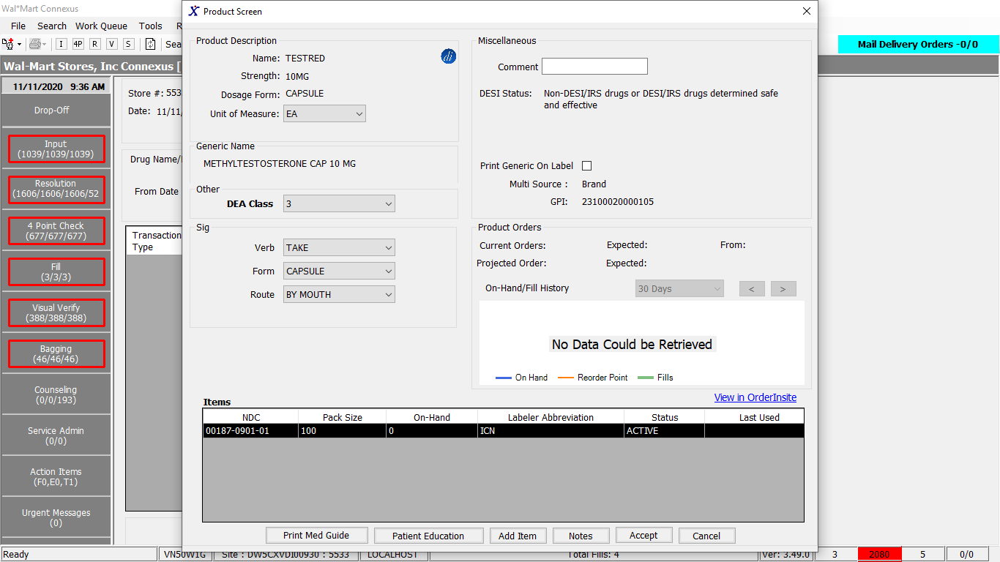 Wal*Mart Connexus
File Search Work Queue Tools R
I 4P R V S Sea
Mail Delivery Orders -0/0
Wal-Mart Stores, Inc Connexus [
11/11/2020 9:36 AM
Drop-Off
Input
(1039/1039/1039)
Resolution
(1606/1606/1606/52
4 Point Check
(677/677/677)
Fill
(3/3/3)
Visual Verify
(388/388/388)
Bagging
(46/46/46)
Counseling
(0/0/193)
Service Admin
(0/0)
Action Items
(F0,E0,T1)
Urgent Messages
(0)
Store #: 5533
Date: 11/11/
Drug Name/
From Date
Transaction
Type
Product Screen
Product Description
Name: TESTRED
di
Strength: 10MG
Dosage Form: CAPSULE
Unit of Measure: EA
Generic Name
METHYLTESTOSTERONE CAP 10 MG
Other
DEA Class 3
Sig
Verb TAKE
Form CAPSULE
Route BY MOUTH
Miscellaneous
Comment
DESI Status: Non-DESI/IRS drugs or DESI/IRS drugs determined safe
and effective
Print Generic On Label
Multi Source : Brand
GPI: 23100020000105
Product Orders
Current Orders: Expected: From:
Projected Order: Expected:
On-Hand/Fill History 30 Days < >
No Data Could be Retrieved
On Hand Reorder Point Fills
View in OrderInsite
Items
NDC Pack Size On-Hand Labeler Abbreviation Status Last Used
00187-0901-01 100 0 ICN ACTIVE
Print Med Guide Patient Education Add Item Notes Accept Cancel
Ready VN50W1G Site : DW5CXVDI00930 : 5533 LOCALHOST Total Fills: 4 Ver: 3.49.0 3 2080 5 0/0